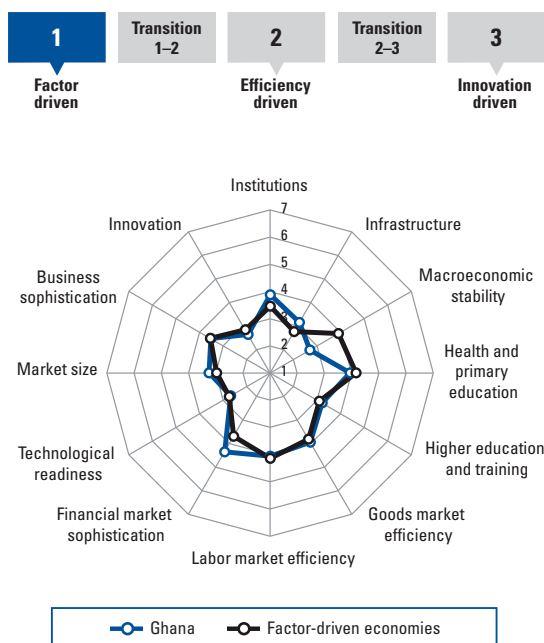 1
Transition
1–2
2
Transition
2–3
3
Factor
driven
Efficiency
driven
Innovation
driven
Institutions
7
Innovation
6
Infrastructure
5
Business
sophistication
4
Macroeconomic
stability
3
2
Market size
1
Health and
primary
education
Technological
readiness
Higher education
and training
Financial market
sophistication
Goods market
efficiency
Labor market efficiency
Ghana
Factor-driven economies